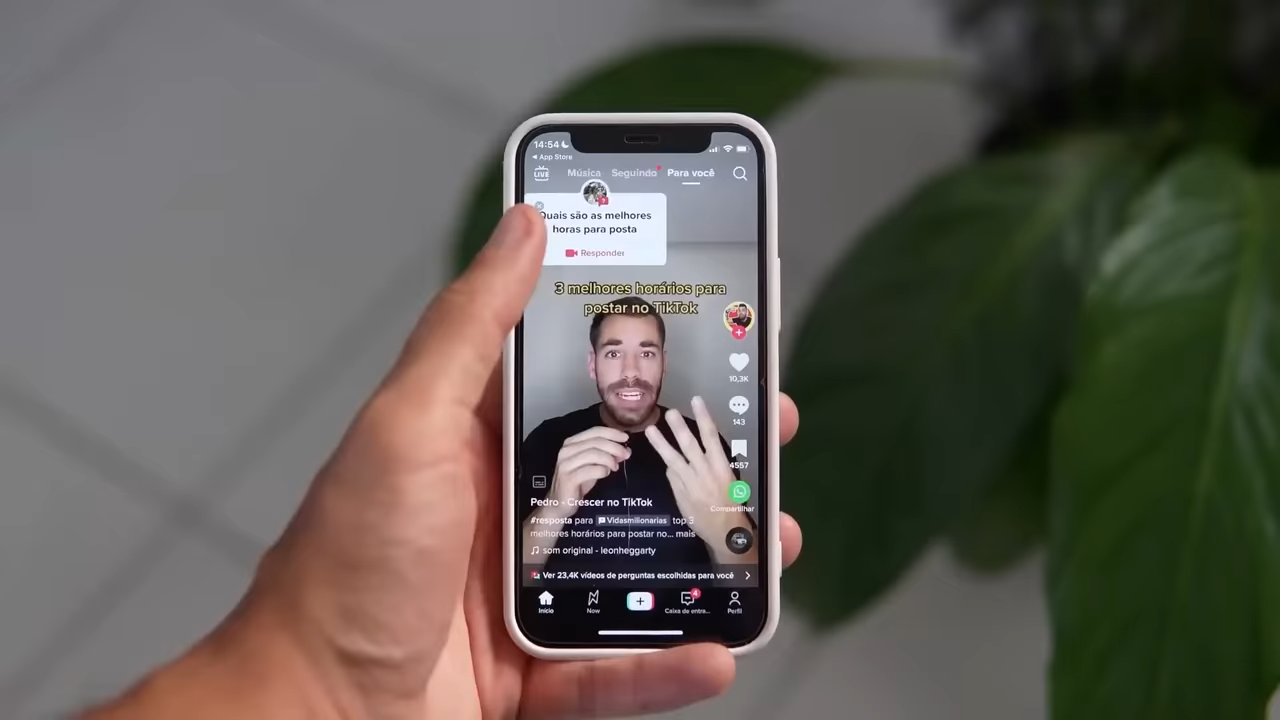 14:54
App Store
LIVE
Música Seguindo Para você
Quais são as melhores
horas para posta
Responder
3 melhores horários para
postar no TikTok
10,3K
143
4557
Compartilhar
Pedro - Crescer no TikTok
#resposta para Vidasmilionarias top 3
melhores horários para postar no... mais
som original - leonheggarty
Ver 23,4K vídeos de perguntas escolhidas para você
4
Início Now Caixa de entra... Perfil